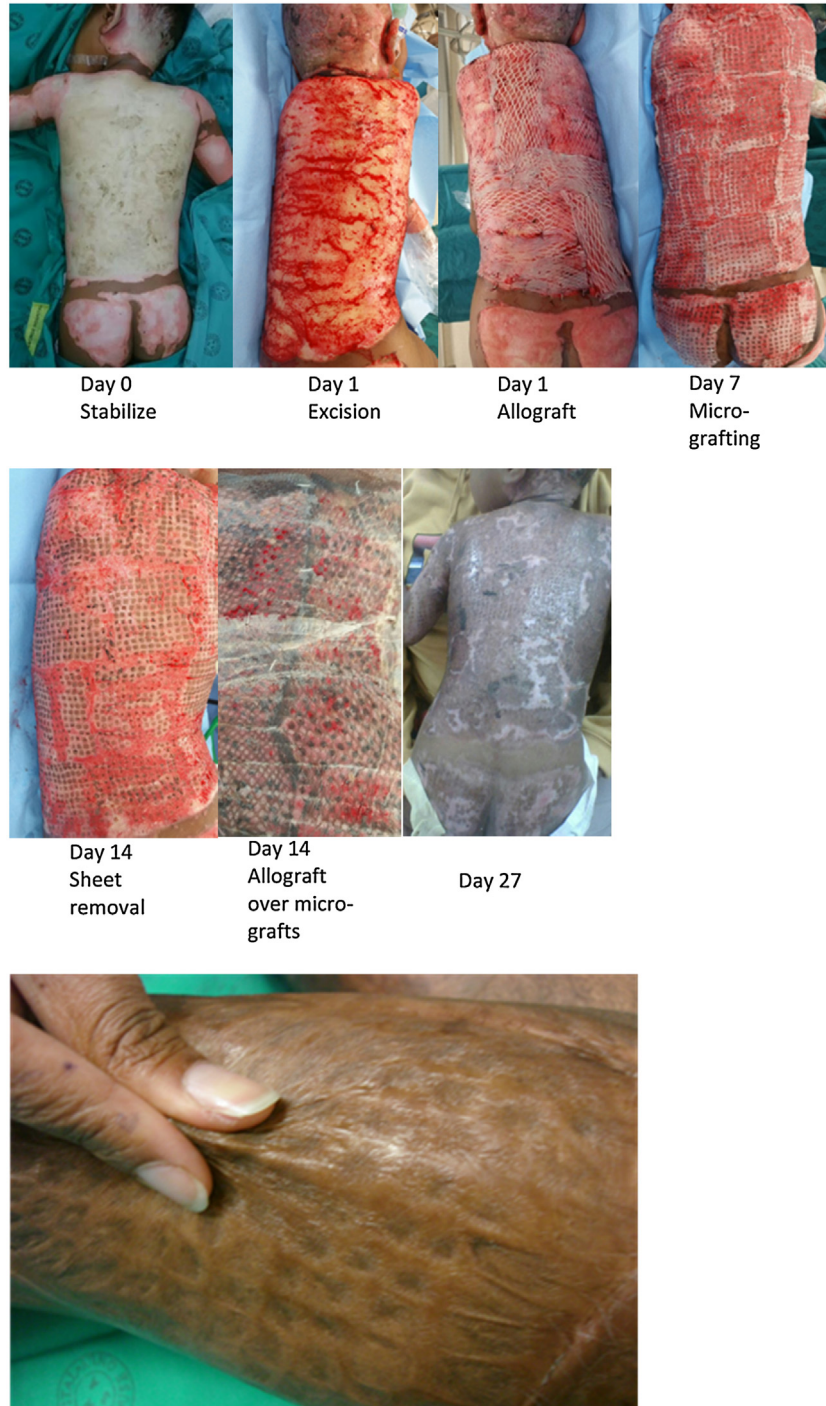 Day 0
Stabilize
Day 1
Excision
Day 1
Allograft
Day 7
Micro-
grafting
Day 14
Sheet
removal
Day 14
Allograft
over micro-
grafts
Day 27